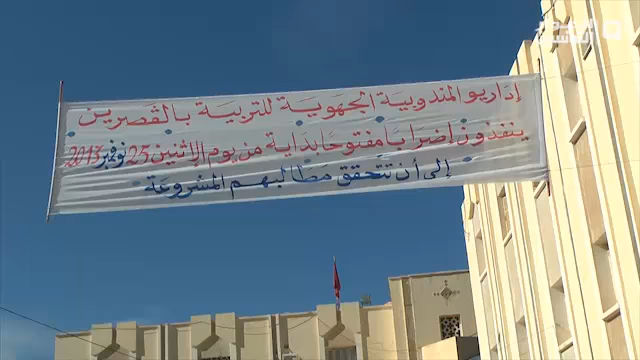 إداريو المندوبية الجهوية للتربية بالقصرين
ينفذون إضرابا مفتوحا بداية من يوم الاثنين 25 نوفمبر 2013
إلى أن تتحقق مطالبهم المشروعة